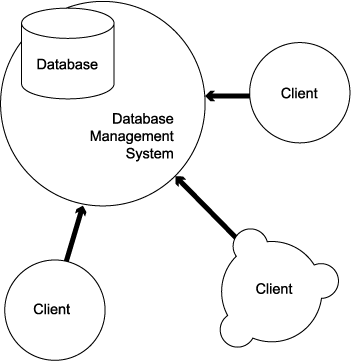 Database
Client
Database
Management
System
Client
Client